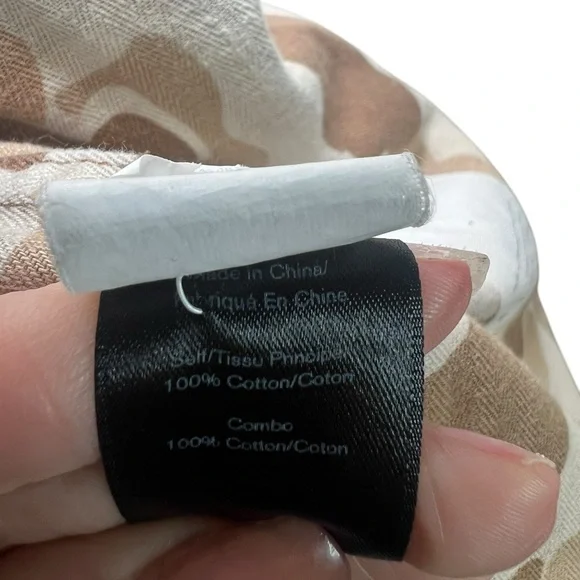 Made in China/
Fabriqué En Chine
Self/Tissu Principal
100% Cotton/Coton
Combo
100% Cotton/Coton